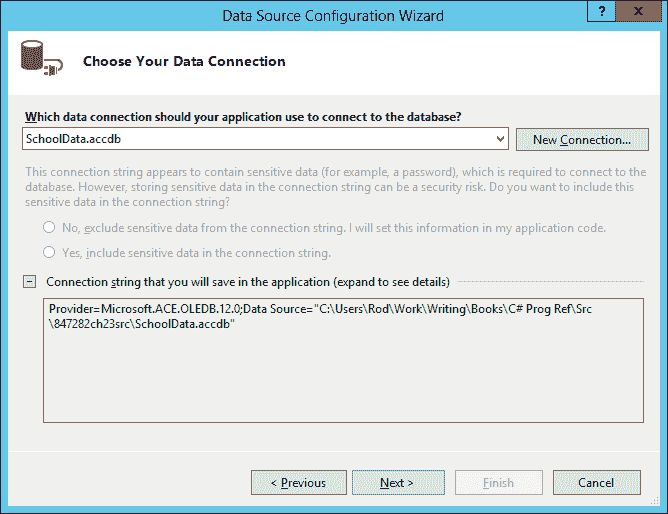 Data Source Configuration Wizard
?
x
Choose Your Data Connection
Which data connection should your application use to connect to the database?
SchoolData.accdb
New Connection...
This connection string appears to contain sensitive data (for example, a password), which is required to connect to the
database. However, storing sensitive data in the connection string can be a security risk. Do you want to include this
sensitive data in the connection string?
No, exclude sensitive data from the connection string. I will set this information in my application code.
Yes, include sensitive data in the connection string.
Connection string that you will save in the application (expand to see details)
Provider=Microsoft.ACE.OLEDB.12.0;Data Source="C:\Users\Rod\Work\Writing\Books\C# Prog Ref\Src
\847282ch23src\SchoolData.accdb"
< Previous
Next >
Finish
Cancel